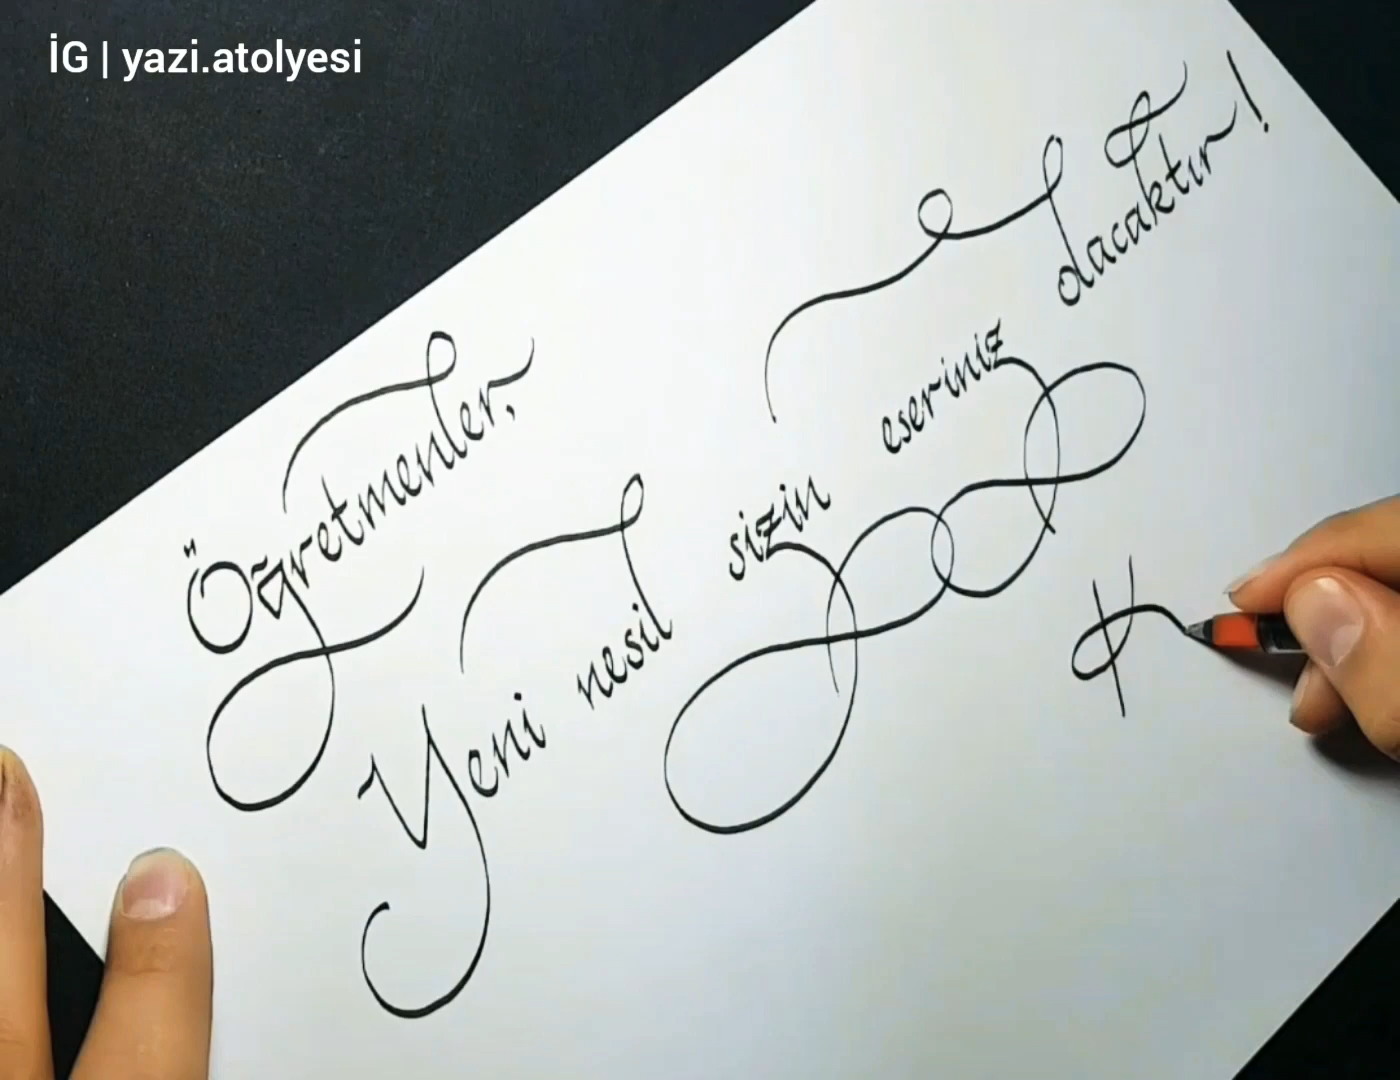 İG | yazi.atolyesi
Öğretmenler,
Yeni nesil sizin eseriniz olacaktır!
K